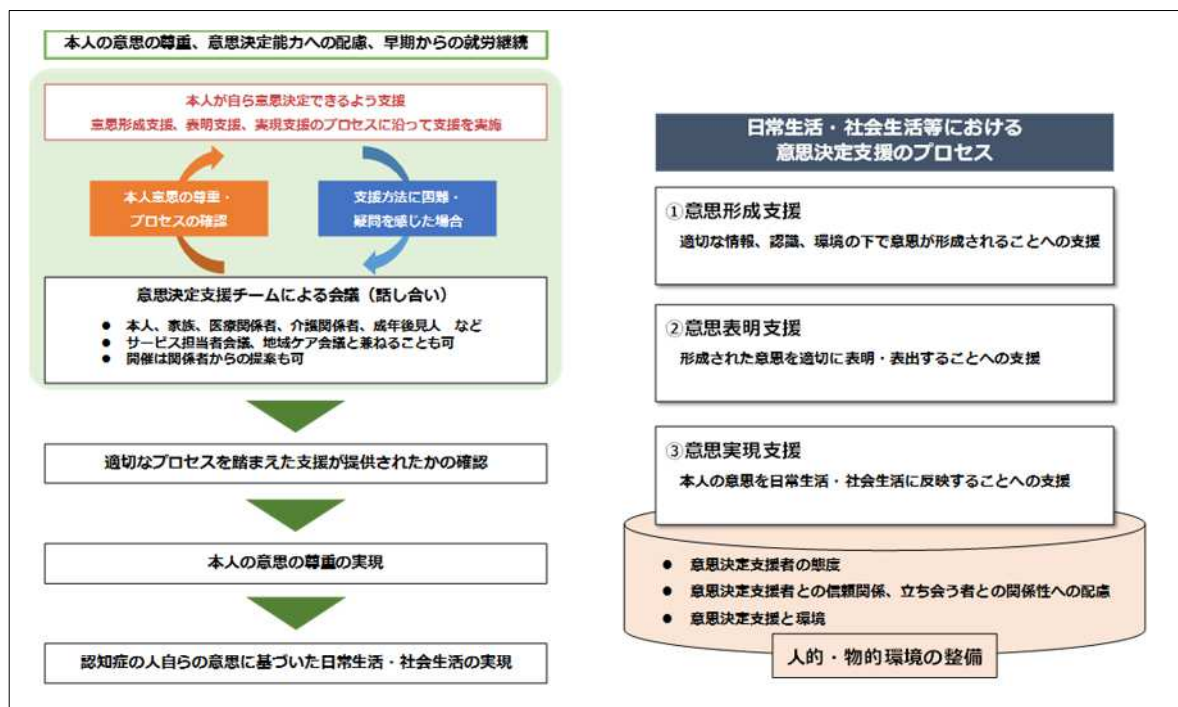 本人の意思の尊重、意思決定能力への配慮、早期からの就労継続
本人が自ら意思決定できるよう支援
意思形成支援、表明支援、実現支援のプロセスに沿って支援を実施
本人意思の尊重・
プロセスの確認
支援方法に困難・
疑問を感じた場合
意思決定支援チームによる会議（話し合い）
● 本人、家族、医療関係者、介護関係者、成年後見人 など
● サービス担当者会議、地域ケア会議と兼ねることも可
● 開催は関係者からの提案も可
適切なプロセスを踏まえた支援が提供されたかの確認
本人の意思の尊重の実現
認知症の人自らの意思に基づいた日常生活・社会生活の実現
日常生活・社会生活等における
意思決定支援のプロセス
①意思形成支援
適切な情報、認識、環境の下で意思が形成されることへの支援
②意思表明支援
形成された意思を適切に表明・表出することへの支援
③意思実現支援
本人の意思を日常生活・社会生活に反映することへの支援
● 意思決定支援者の態度
● 意思決定支援者との信頼関係、立ち会う者との関係性への配慮
● 意思決定支援と環境
人的・物的環境の整備